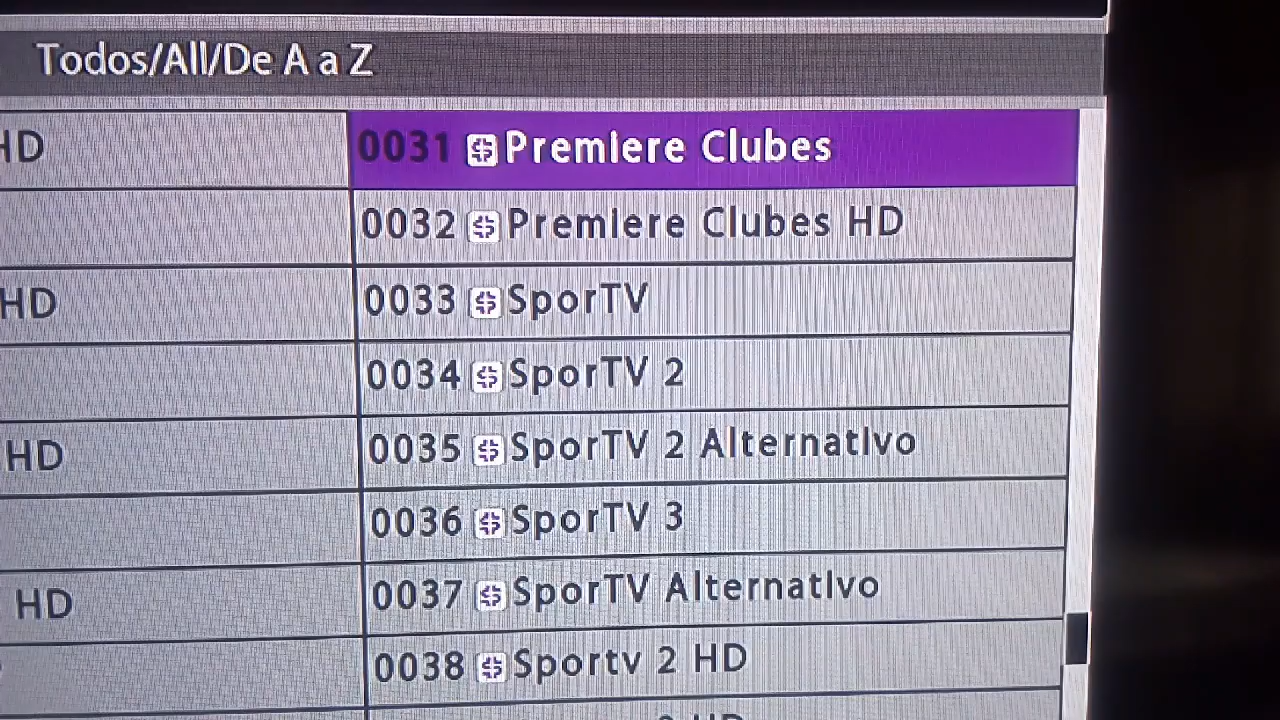 Todos/All/De A a Z
HD
0031 Premiere Clubes
0032 Premiere Clubes HD
HD
0033 SporTV
0034 SporTV 2
HD
0035 SporTV 2 Alternativo
0036 SporTV 3
HD
0037 SporTV Alternativo
0038 Sportv 2 HD
HD